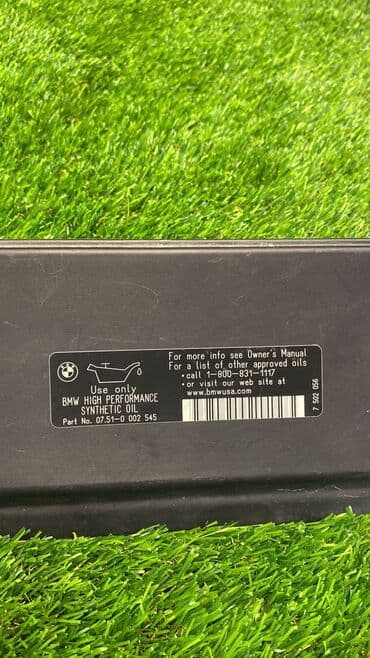 Use only
BMW HIGH PERFORMANCE
SYNTHETIC OIL
Part No. 07.51-0 002 545
For more info see Owner's Manual
For a list of other approved oils
• call 1-800-831-1117
• or visit our web site at
www.bmwusa.com
7 502 056